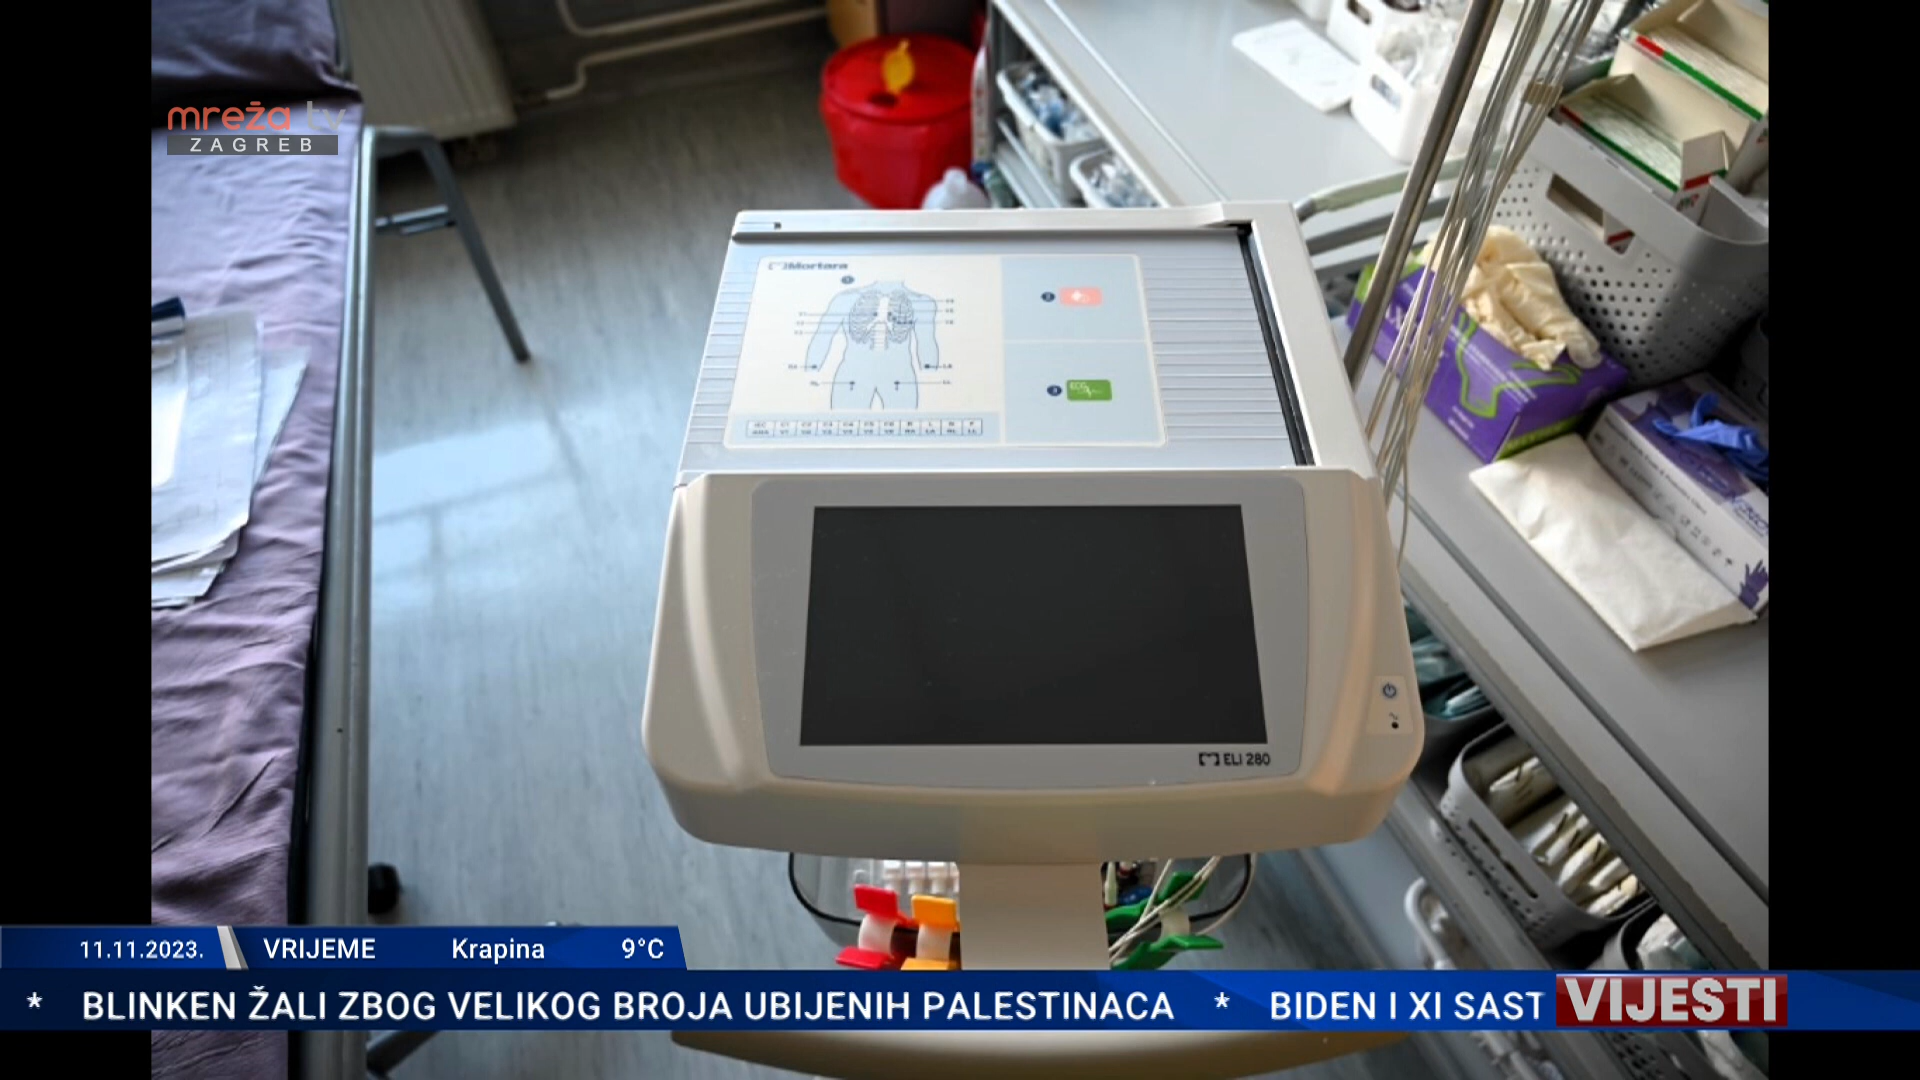 mreža tv
ZAGREB
Mortara
ECG
ELI 280
11.11.2023.
VRIJEME
Krapina
9°C
* BLINKEN ŽALI ZBOG VELIKOG BROJA UBIJENIH PALESTINACA * BIDEN I XI SAST
VIJESTI